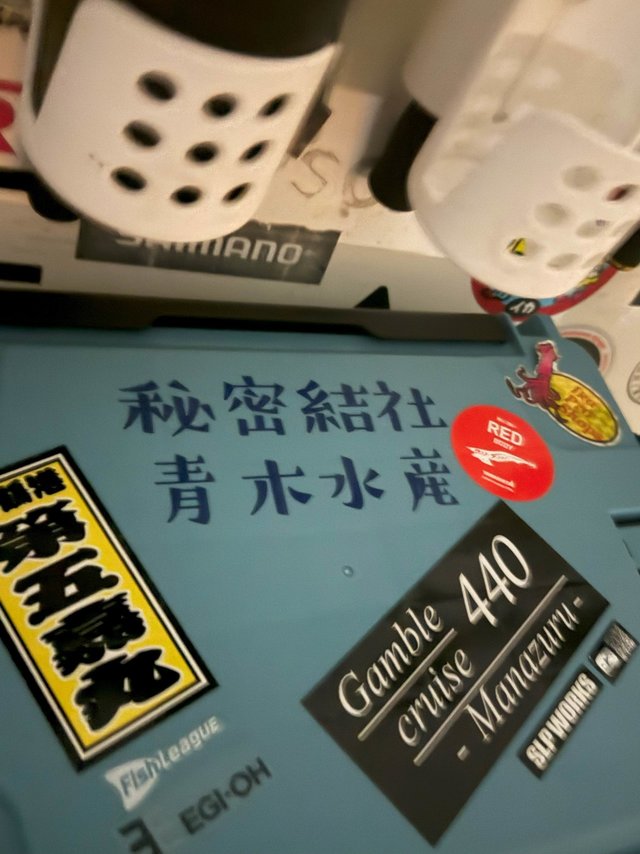 SHIMANO
秘密結社
青木水産
RED
第五
丸
Gamble
cruise
440
- Manazuru -
SLP WORKS
FishLeague
EGI・OH